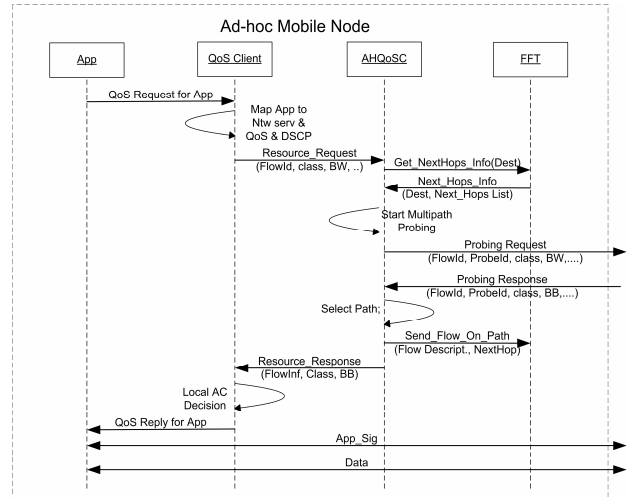 Ad-hoc Mobile Node
App
QoS Client
AHQoSC
FFT
QoS Request for App
Map App to
Ntw serv &
QoS & DSCP
Resource_Request
(FlowId, class, BW, ..)
Get_NextHops_Info(Dest)
Next_Hops_Info
(Dest, Next_Hops List)
Start Multipath
Probing
Probing Request
(FlowId, ProbeId, class, BW,....)
Probing Response
(FlowId, ProbeId, class, BB,....)
Select Path;
Send_Flow_On_Path
(Flow Descript., NextHop)
Resource_Response
(FlowInf, Class, BB)
Local AC
Decision
QoS Reply for App
App_Sig
Data